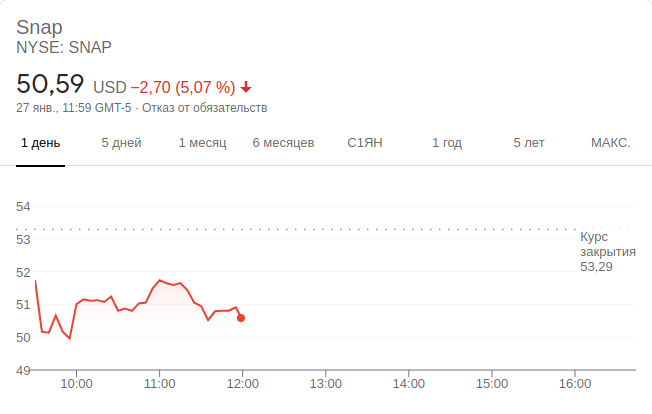 Snap
NYSE: SNAP
50,59 USD −2,70 (5,07 %)
27 янв., 11:59 GMT-5 · Отказ от обязательств
1 день 5 дней 1 месяц 6 месяцев С1ЯН 1 год 5 лет МАКС.
54
53
52
51
50
49
Курс
закрытия
53,29
10:00 11:00 12:00 13:00 14:00 15:00 16:00